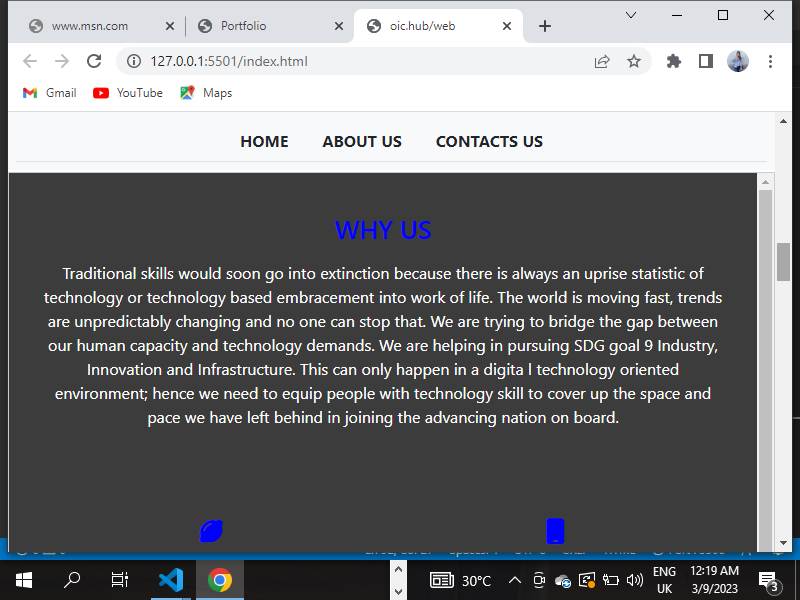 www.msn.com
Portfolio
oic.hub/web
127.0.0.1:5501/index.html
Gmail
YouTube
Maps
HOME
ABOUT US
CONTACTS US
WHY US
Traditional skills would soon go into extinction because there is always an uprise statistic of
technology or technology based embracement into work of life. The world is moving fast, trends
are unpredictably changing and no one can stop that. We are trying to bridge the gap between
our human capacity and technology demands. We are helping in pursuing SDG goal 9 Industry,
Innovation and Infrastructure. This can only happen in a digita l technology oriented
environment; hence we need to equip people with technology skill to cover up the space and
pace we have left behind in joining the advancing nation on board.
30°C
ENG
UK
12:19 AM
3/9/2023
3